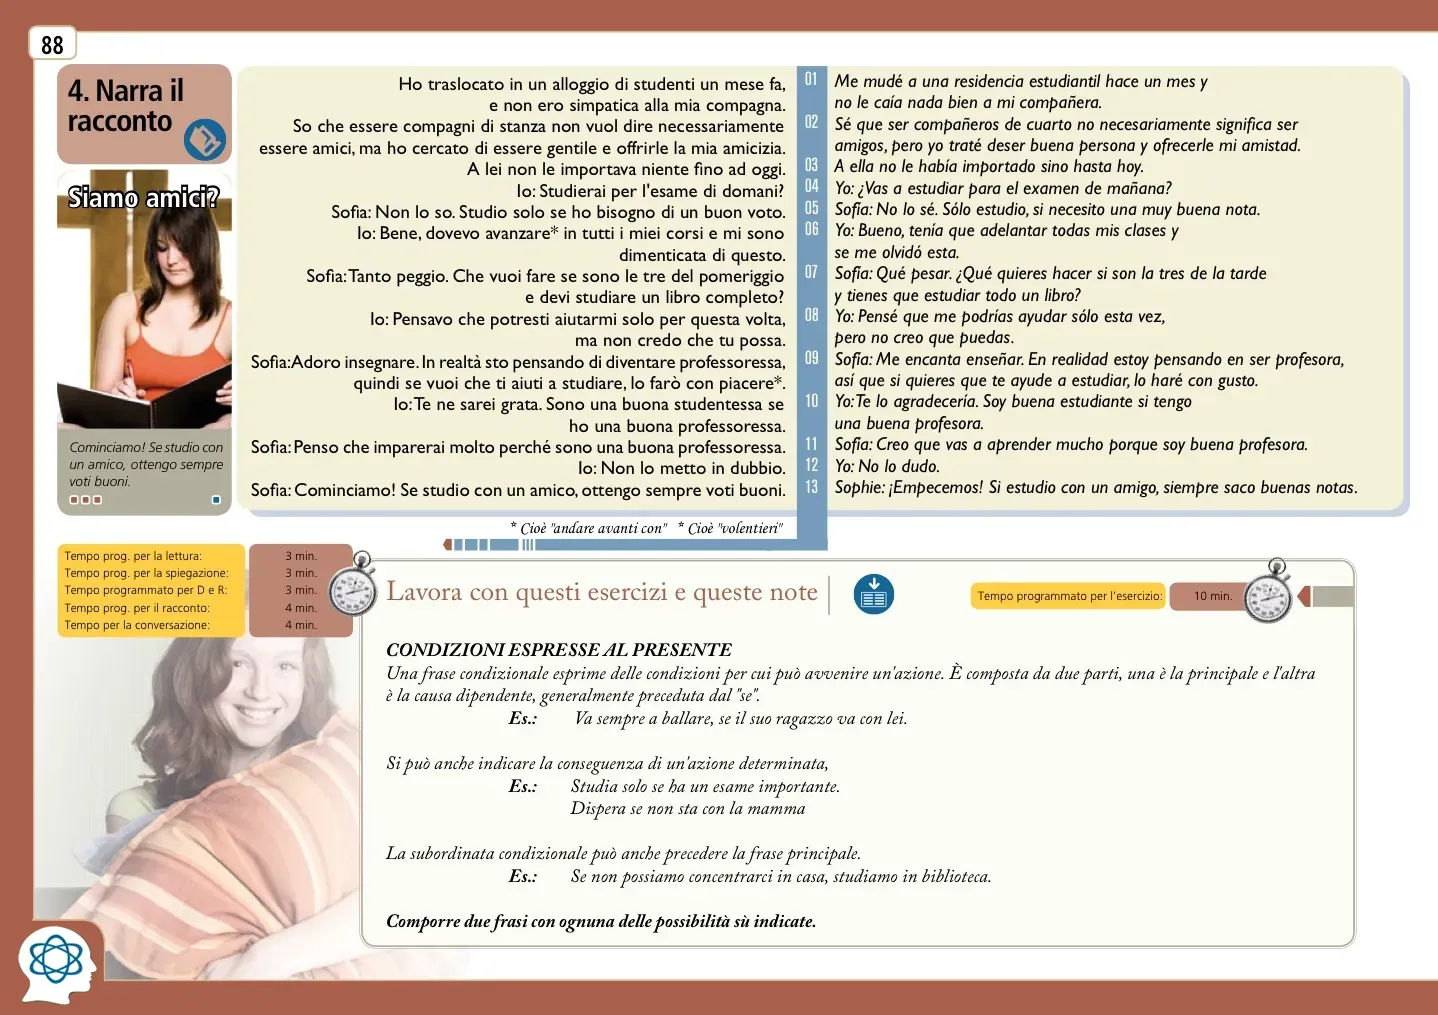 88
4. Narra il
racconto
Siamo amici?
Cominciamo! Se studio con
un amico, ottengo sempre
voti buoni.
Ho traslocato in un alloggio di studenti un mese fa,
e non ero simpatica alla mia compagna.
So che essere compagni di stanza non vuol dire necessariamente
essere amici, ma ho cercato di essere gentile e offrirle la mia amicizia.
A lei non le importava niente fino ad oggi.
Io: Studierai per l'esame di domani?
Sofia: Non lo so. Studio solo se ho bisogno di un buon voto.
Io: Bene, dovevo avanzare* in tutti i miei corsi e mi sono
dimenticata di questo.
Sofia: Tanto peggio. Che vuoi fare se sono le tre del pomeriggio
e devi studiare un libro completo?
Io: Pensavo che potresti aiutarmi solo per questa volta,
ma non credo che tu possa.
Sofia: Adoro insegnare. In realtà sto pensando di diventare professoressa,
quindi se vuoi che ti aiuti a studiare, lo farò con piacere*.
Io: Te ne sarei grata. Sono una buona studentessa se
ho una buona professoressa.
Sofia: Penso che imparerai molto perché sono una buona professoressa.
Io: Non lo metto in dubbio.
Sofia: Cominciamo! Se studio con un amico, ottengo sempre voti buoni.
01 Me mudé a una residencia estudiantil hace un mes y
no le caía nada bien a mi compañera.
02 Sé que ser compañeros de cuarto no necesariamente significa ser
amigos, pero yo traté deser buena persona y ofrecerle mi amistad.
03 A ella no le había importado sino hasta hoy.
04 Yo: ¿Vas a estudiar para el examen de mañana?
05 Sofía: No lo sé. Sólo estudio, si necesito una muy buena nota.
06 Yo: Bueno, tenía que adelantar todas mis clases y
se me olvidó esta.
07 Sofía: Qué pesar. ¿Qué quieres hacer si son la tres de la tarde
y tienes que estudiar todo un libro?
08 Yo: Pensé que me podrías ayudar sólo esta vez,
pero no creo que puedas.
09 Sofía: Me encanta enseñar. En realidad estoy pensando en ser profesora,
así que si quieres que te ayude a estudiar, lo haré con gusto.
10 Yo: Te lo agradecería. Soy buena estudiante si tengo
una buena profesora.
11 Sofía: Creo que vas a aprender mucho porque soy buena profesora.
12 Yo: No lo dudo.
13 Sophie: ¡Empecemos! Si estudio con un amigo, siempre saco buenas notas.
* Cioè "andare avanti con" * Cioè "volentieri"
Tempo prog. per la lettura: 3 min.
Tempo prog. per la spiegazione: 3 min.
Tempo programmato per D e R: 3 min.
Tempo prog. per il racconto: 4 min.
Tempo per la conversazione: 4 min.
Lavora con questi esercizi e queste note
Tempo programmato per l'esercizio: 10 min.
CONDIZIONI ESPRESSE AL PRESENTE
Una frase condizionale esprime delle condizioni per cui può avvenire un'azione. È composta da due parti, una è la principale e l'altra
è la causa dipendente, generalmente preceduta dal "se".
Es.: Va sempre a ballare, se il suo ragazzo va con lei.
Si può anche indicare la conseguenza di un'azione determinata,
Es.: Studia solo se ha un esame importante.
Dispera se non sta con la mamma
La subordinata condizionale può anche precedere la frase principale.
Es.: Se non possiamo concentrarci in casa, studiamo in biblioteca.
Comporre due frasi con ognuna delle possibilità sù indicate.